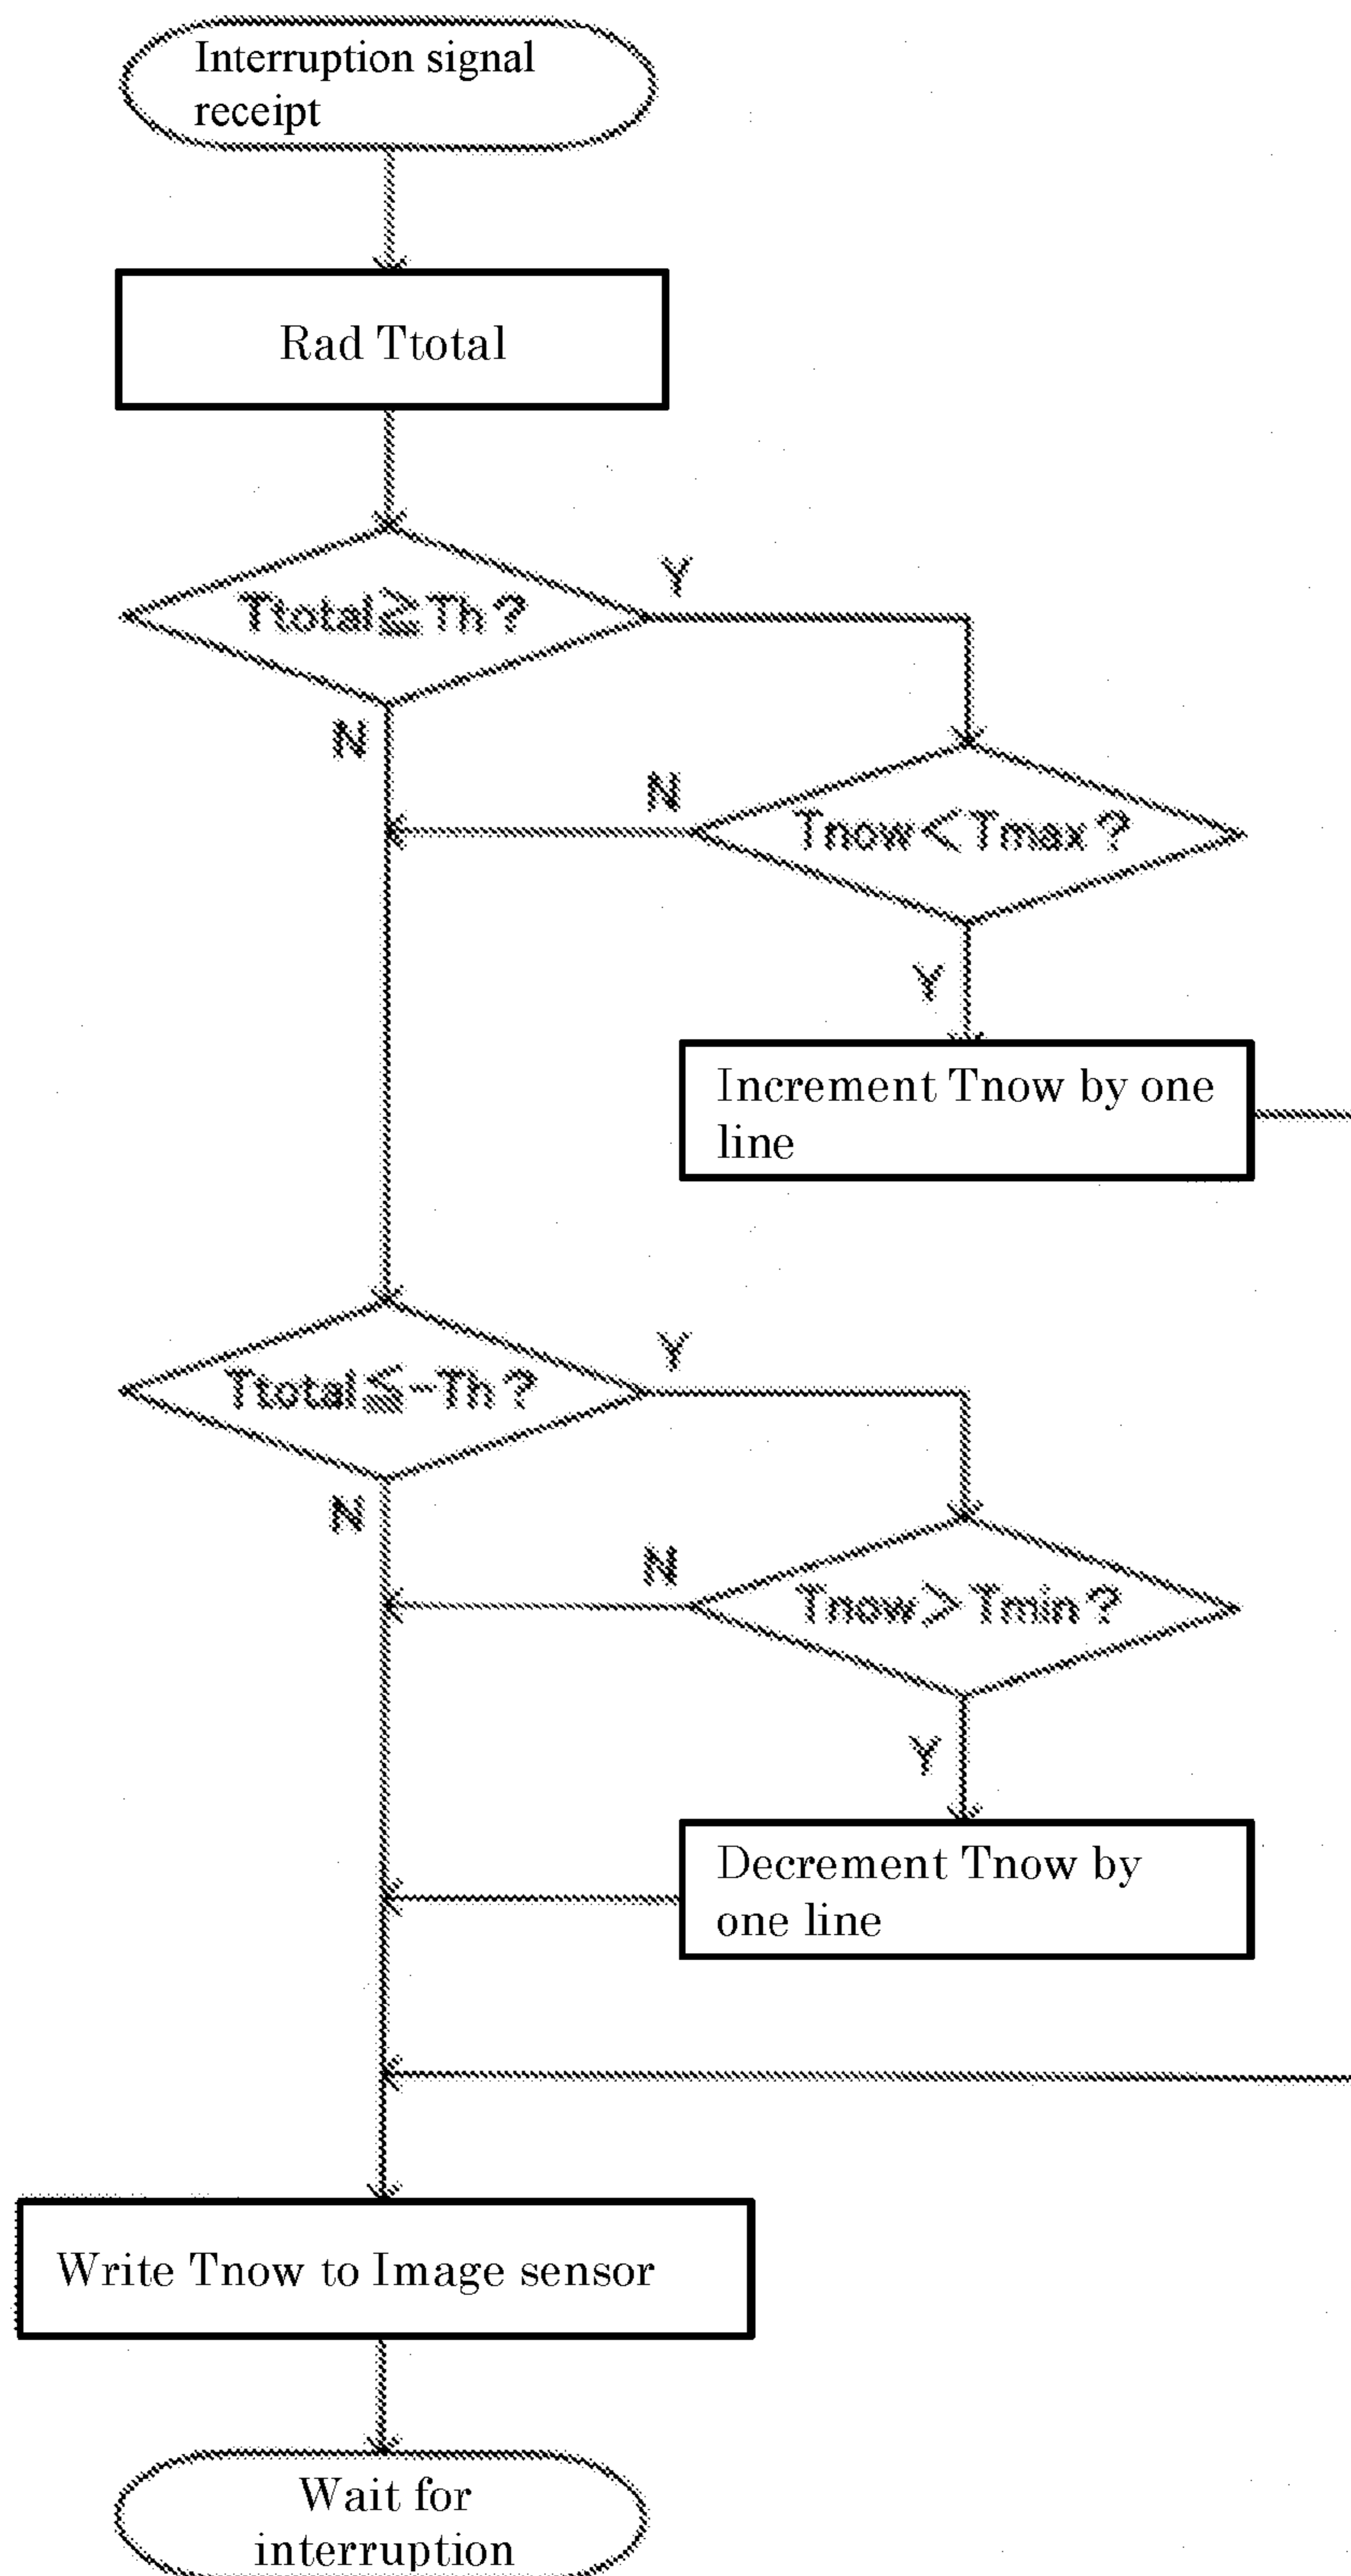 Interruption signal
receipt
Rad Ttotal
Ttotal≧Th?
Y
N
N
Tnow<Tmax?
Y
Increment Tnow by one
line
Ttotal≦-Th?
Y
N
N
Tnow>Tmin?
Y
Decrement Tnow by
one line
Write Tnow to Image sensor
Wait for
interruption